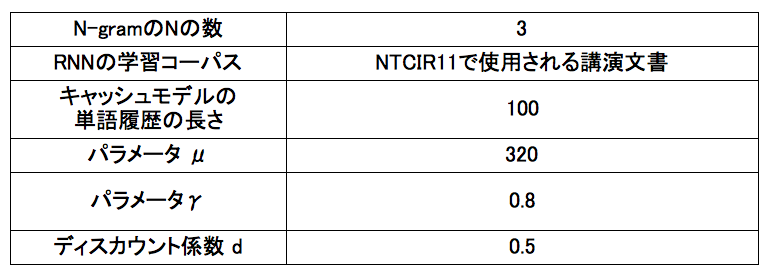 N-gramのNの数 3
RNNの学習コーパス NTCIR11で使用される講演文書
キャッシュモデルの
単語履歴の長さ 100
パラメータ μ 320
パラメータγ 0.8
ディスカウント係数 d 0.5